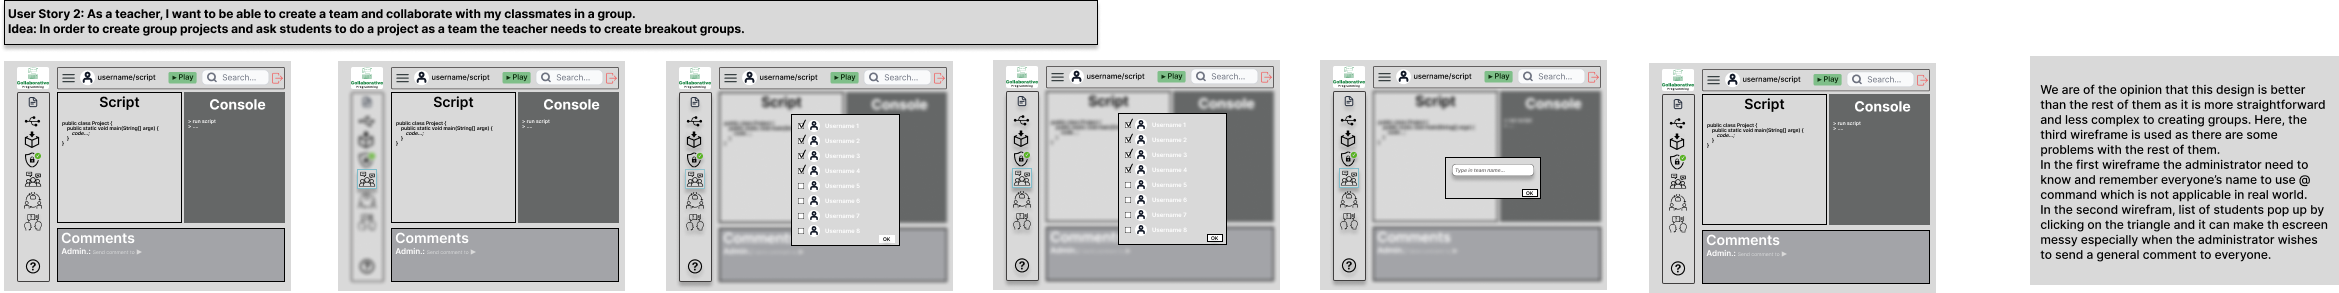 User Story 2: As a teacher, I want to be able to create a team and collaborate with my classmates in a group.
Idea: In order to create group projects and ask students to do a project as a team the teacher needs to create breakout groups.
Collaborative
Programming
username/script
Play
Search...
Script
public class Project {
public static void main(String[] args) {
code...;
}
}
Console
> run script
> ...
Comments
Admin.: Send comment to
Collaborative
Programming
username/script
Play
Search...
Script
public class Project {
public static void main(String[] args) {
code...;
}
}
Console
> run script
> ...
Comments
Admin.: Send comment to
Collaborative
Programming
username/script
Play
Search...
Script
Console
Username 1
Username 2
Username 3
Username 4
Username 5
Username 6
Username 7
Username 8
OK
Comments
Admin.:
Collaborative
Programming
username/script
Play
Search...
Script
Console
Username 1
Username 2
Username 3
Username 4
Username 5
Username 6
Username 7
Username 8
OK
Comments
Admin.:
Collaborative
Programming
username/script
Play
Search...
Script
Console
Type in team name...
OK
Comments
Admin.:
Collaborative
Programming
username/script
Play
Search...
Script
public class Project {
public static void main(String[] args) {
code...;
}
}
Console
> run script
> ...
Comments
Admin.: Send comment to
We are of the opinion that this design is better
than the rest of them as it is more straightforward
and less complex to creating groups. Here, the
third wireframe is used as there are some
problems with the rest of them.
In the first wireframe the administrator need to
know and remember everyone's name to use @
command which is not applicable in real world.
In the second wirefram, list of students pop up by
clicking on the triangle and it can make th escreen
messy especially when the administrator wishes
to send a general comment to everyone.